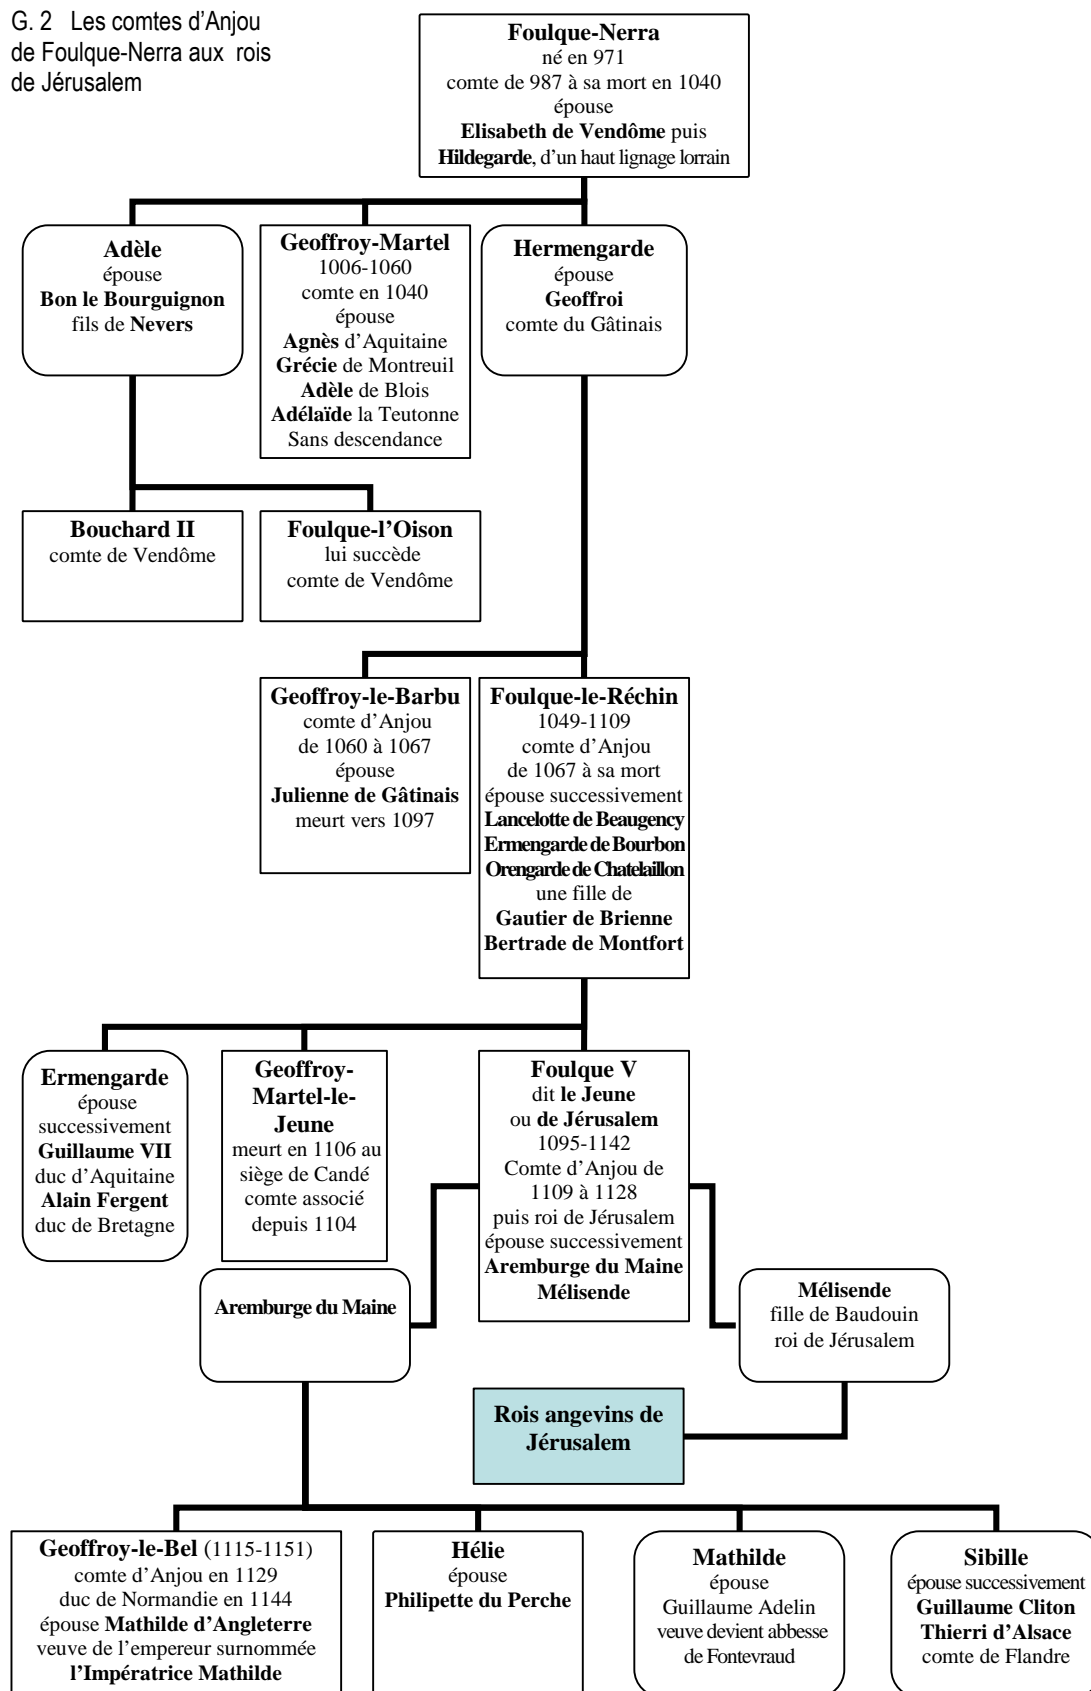 G. 2 Les comtes d’Anjou
de Foulque-Nerra aux rois
de Jérusalem
Foulque-Nerra
né en 971
comte de 987 à sa mort en 1040
épouse
Elisabeth de Vendôme puis
Hildegarde, d’un haut lignage lorrain
Adèle
épouse
Bon le Bourguignon
fils de Nevers
Geoffroy-Martel
1006-1060
comte en 1040
épouse
Agnès d’Aquitaine
Grécie de Montreuil
Adèle de Blois
Adélaïde la Teutonne
Sans descendance
Hermengarde
épouse
Geoffroi
comte du Gâtinais
Bouchard II
comte de Vendôme
Foulque-l’Oison
lui succède
comte de Vendôme
Geoffroy-le-Barbu
comte d’Anjou
de 1060 à 1067
épouse
Julienne de Gâtinais
meurt vers 1097
Foulque-le-Réchin
1049-1109
comte d’Anjou
de 1067 à sa mort
épouse successivement
Lancelotte de Beaugency
Ermengarde de Bourbon
Orengarde de Chatelaillon
une fille de
Gautier de Brienne
Bertrade de Montfort
Ermengarde
épouse
successivement
Guillaume VII
duc d’Aquitaine
Alain Fergent
duc de Bretagne
Geoffroy-
Martel-le-
Jeune
meurt en 1106 au
siège de Candé
comte associé
depuis 1104
Foulque V
dit le Jeune
ou de Jérusalem
1095-1142
Comte d’Anjou de
1109 à 1128
puis roi de Jérusalem
épouse successivement
Aremburge du Maine
Mélisende
Aremburge du Maine
Mélisende
fille de Baudouin
roi de Jérusalem
Rois angevins de
Jérusalem
Geoffroy-le-Bel (1115-1151)
comte d’Anjou en 1129
duc de Normandie en 1144
épouse Mathilde d’Angleterre
veuve de l’empereur surnommée
l’Impératrice Mathilde
Hélie
épouse
Philipette du Perche
Mathilde
épouse
Guillaume Adelin
veuve devient abbesse
de Fontevraud
Sibille
épouse successivement
Guillaume Cliton
Thierri d’Alsace
comte de Flandre